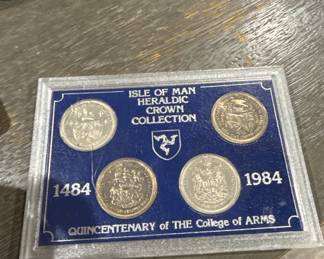 ISLE OF MAN
HERALDIC
CROWN
COLLECTION
1484
1984
QUINCENTENARY of THE College of ARMS